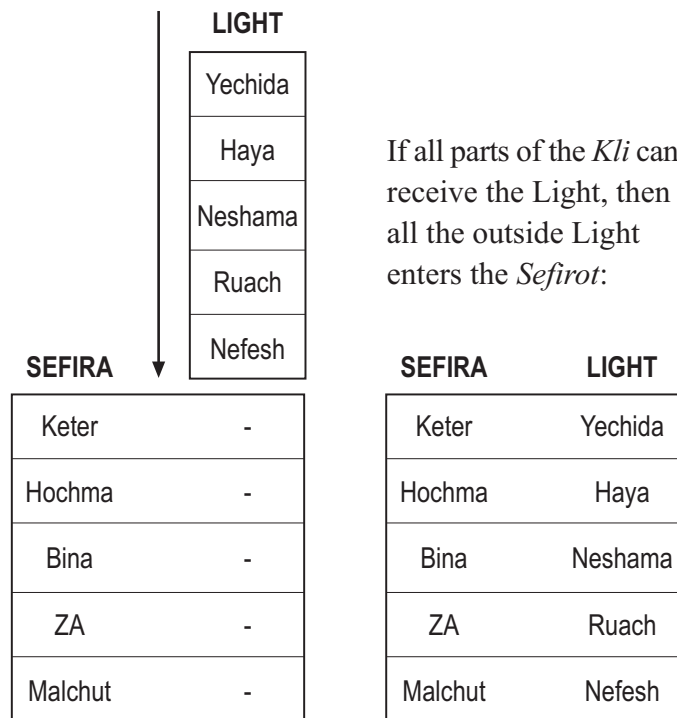 LIGHT
Yechida
Haya
Neshama
Ruach
Nefesh
If all parts of the Kli can
receive the Light, then
all the outside Light
enters the Sefirot:
SEFIRA
Keter -
Hochma -
Bina -
ZA -
Malchut -
SEFIRA LIGHT
Keter Yechida
Hochma Haya
Bina Neshama
ZA Ruach
Malchut Nefesh